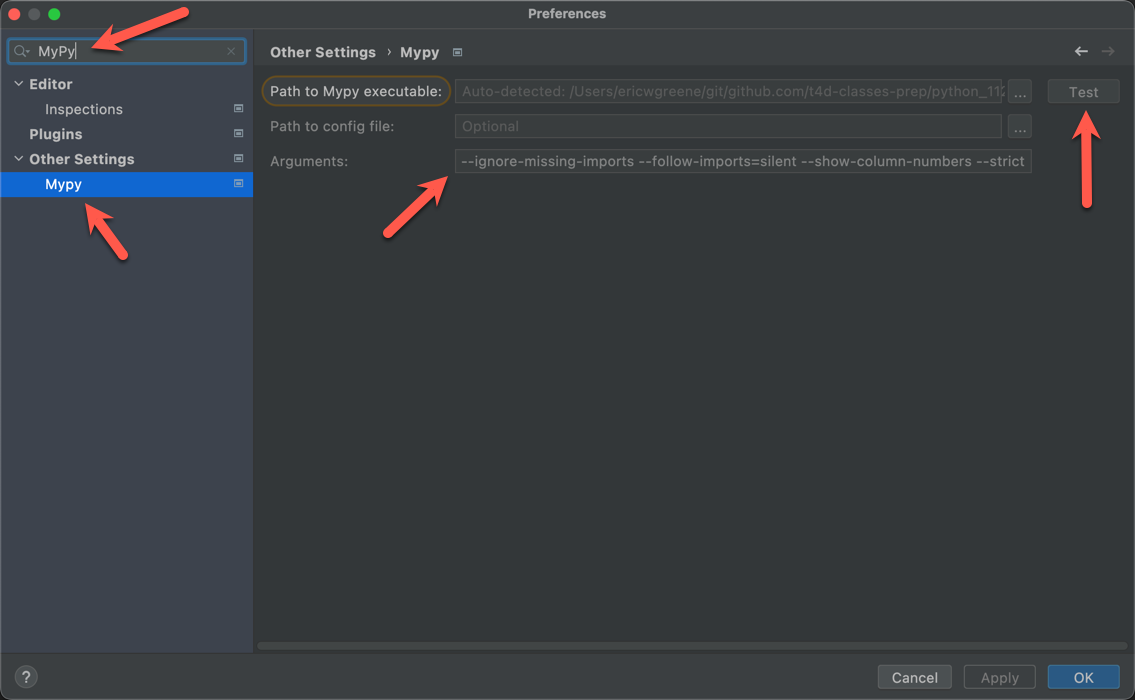 Preferences
MyPy
Editor
Inspections
Plugins
Other Settings
Mypy
Other Settings › Mypy
Path to Mypy executable: Auto-detected: /Users/ericwgreene/git/github.com/t4d-classes-prep/python_112 ... Test
Path to config file: Optional ...
Arguments: --ignore-missing-imports --follow-imports=silent --show-column-numbers --strict
? Cancel Apply OK